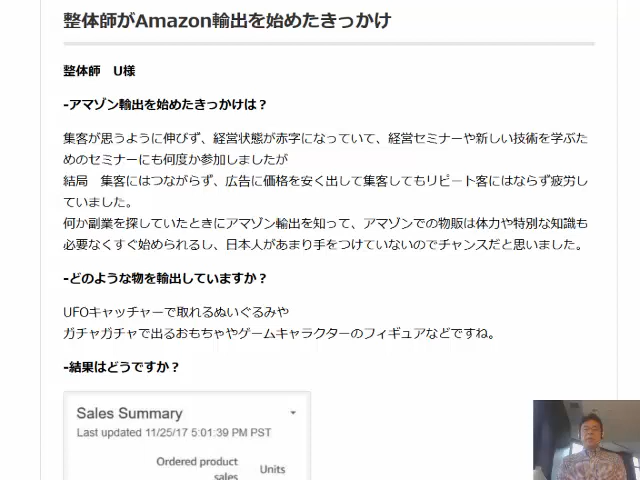 整体師がAmazon輸出を始めたきっかけ
整体師　U様
-アマゾン輸出を始めたきっかけは？
集客が思うように伸びず、経営状態が赤字になっていて、経営セミナーや新しい技術を学ぶた
めのセミナーにも何度か参加しましたが
結局　集客にはつながらず、広告に価格を安く出して集客してもリピート客にはならず疲労し
ていました。
何か副業を探していたときにアマゾン輸出を知って、アマゾンでの物販は体力や特別な知識も
必要なくすぐ始められるし、日本人があまり手をつけていないのでチャンスだと思いました。
-どのような物を輸出していますか？
UFOキャッチャーで取れるぬいぐるみや
ガチャガチャで出るおもちゃやゲームキャラクターのフィギュアなどですね。
-結果はどうですか？
Sales Summary
Last updated 11/25/17 5:01:39 PM PST
Ordered product
sales
Units